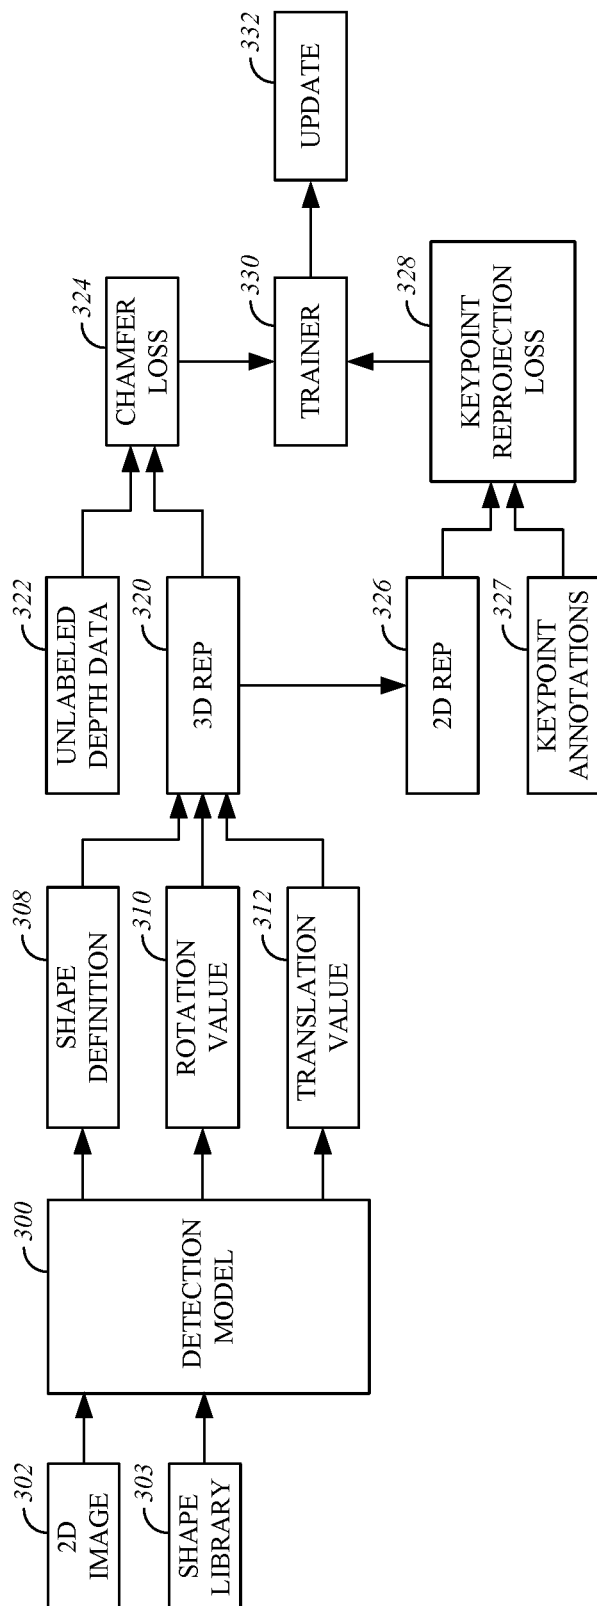 302
2D
IMAGE
303
SHAPE
LIBRARY
300
DETECTION
MODEL
308
SHAPE
DEFINITION
310
ROTATION
VALUE
312
TRANSLATION
VALUE
322
UNLABELED
DEPTH DATA
320
3D REP
326
2D REP
327
KEYPOINT
ANNOTATIONS
324
CHAMFER
LOSS
330
TRAINER
328
KEYPOINT
REPROJECTION
LOSS
332
UPDATE